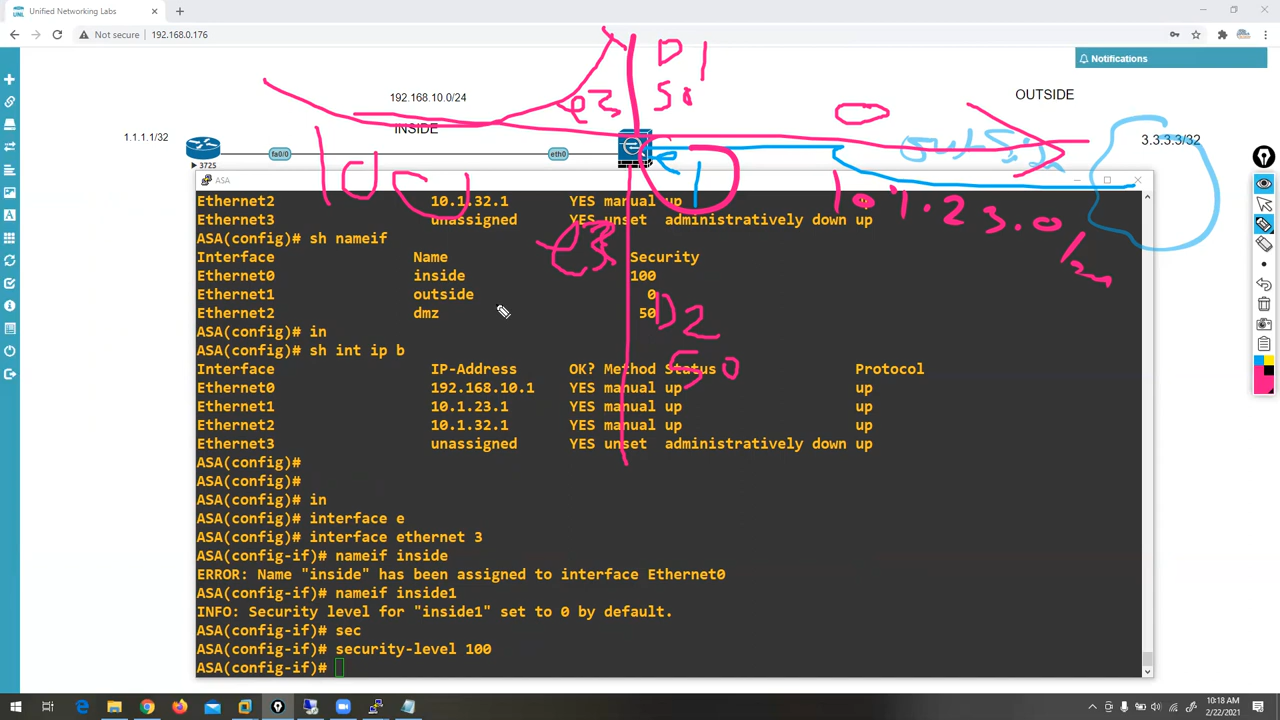 Unified Networking Labs
Not secure 192.168.0.176
Notifications
192.168.10.0/24
OUTSIDE
INSIDE
1.1.1.1/32
3.3.3.3/32
3725
fa0/0
eth0
D1
50
e2
e1
0
outside
100
10.1.23.0/24
e3
D2
50
ASA
Ethernet2 10.1.32.1 YES manual up up
Ethernet3 unassigned YES unset administratively down up
ASA(config)# sh nameif
Interface Name Security
Ethernet0 inside 100
Ethernet1 outside 0
Ethernet2 dmz 50
ASA(config)# in
ASA(config)# sh int ip b
Interface IP-Address OK? Method Status Protocol
Ethernet0 192.168.10.1 YES manual up up
Ethernet1 10.1.23.1 YES manual up up
Ethernet2 10.1.32.1 YES manual up up
Ethernet3 unassigned YES unset administratively down up
ASA(config)#
ASA(config)#
ASA(config)# in
ASA(config)# interface e
ASA(config)# interface ethernet 3
ASA(config-if)# nameif inside
ERROR: Name "inside" has been assigned to interface Ethernet0
ASA(config-if)# nameif inside1
INFO: Security level for "inside1" set to 0 by default.
ASA(config-if)# sec
ASA(config-if)# security-level 100
ASA(config-if)#
10:18 AM
2/22/2021